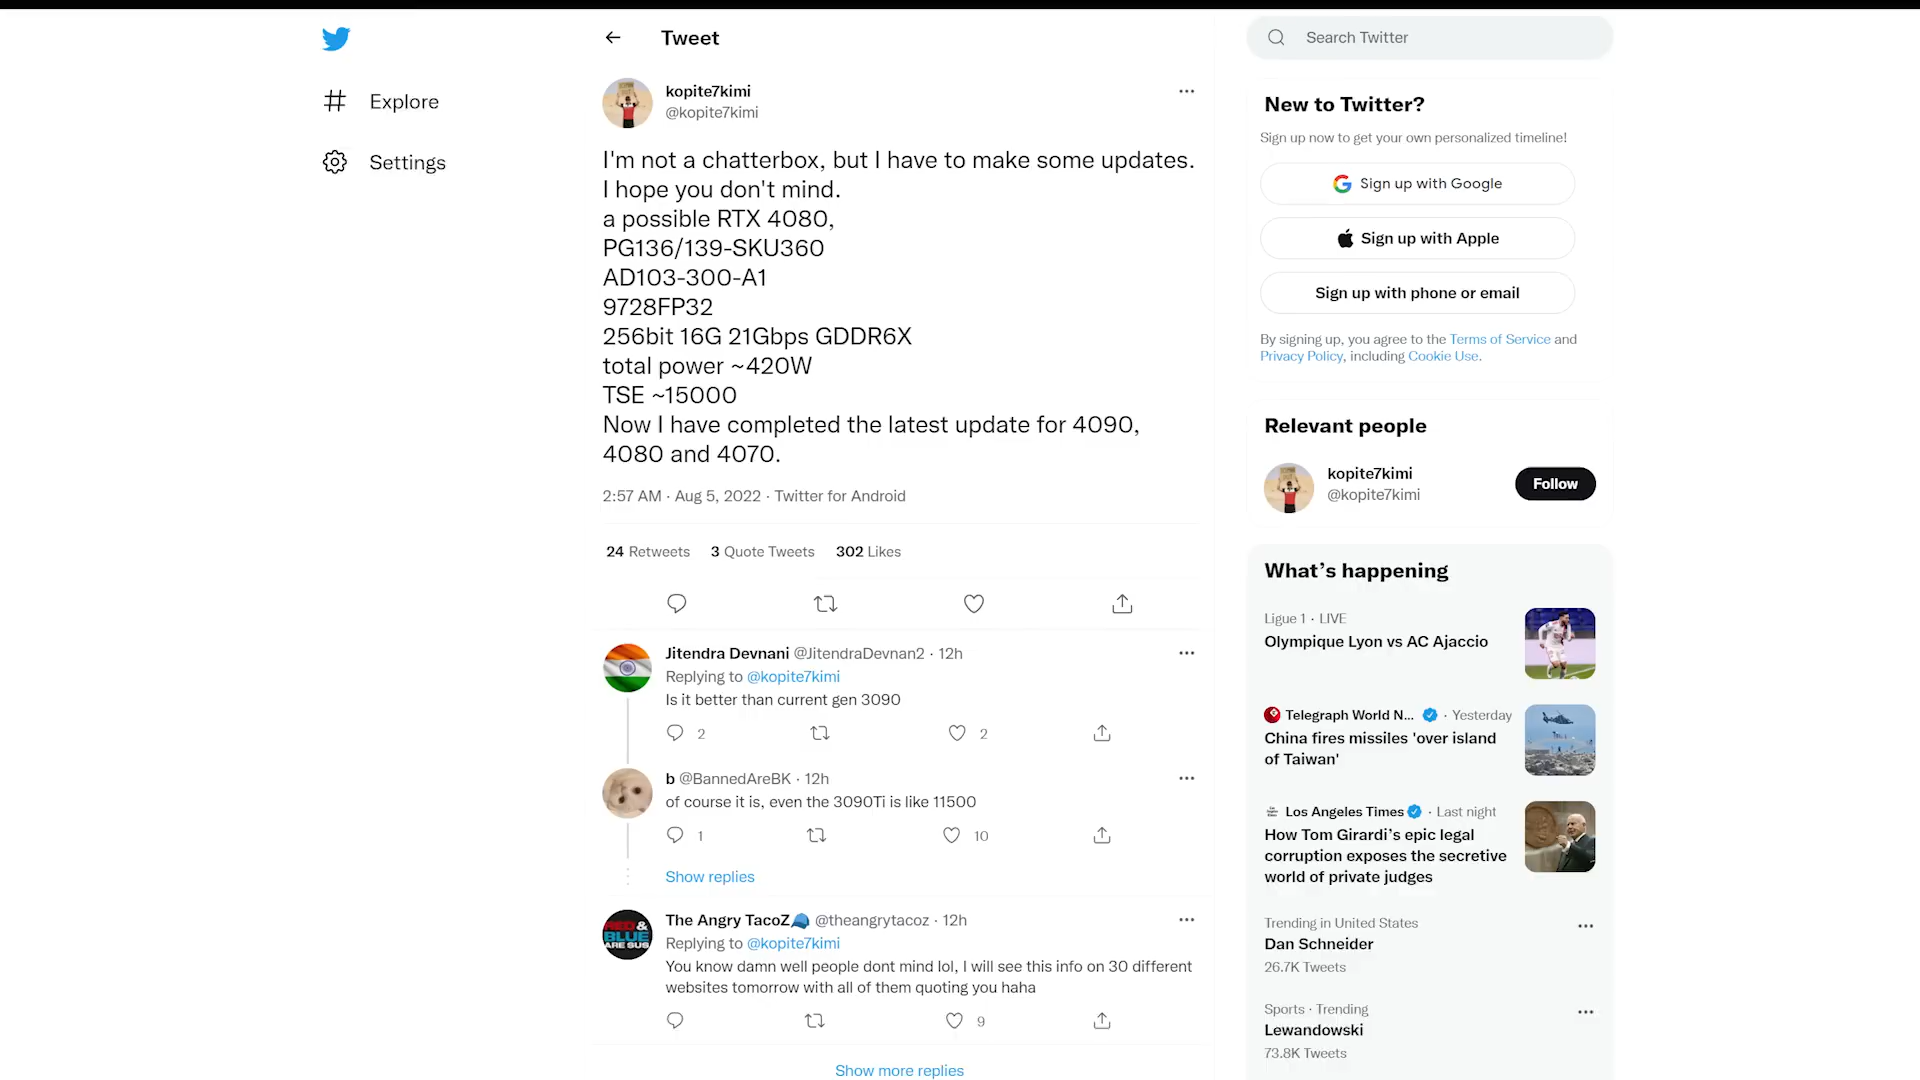 Explore
Settings
Tweet
kopite7kimi
@kopite7kimi
I'm not a chatterbox, but I have to make some updates.
I hope you don't mind.
a possible RTX 4080,
PG136/139-SKU360
AD103-300-A1
9728FP32
256bit 16G 21Gbps GDDR6X
total power ~420W
TSE ~15000
Now I have completed the latest update for 4090,
4080 and 4070.
2:57 AM · Aug 5, 2022 · Twitter for Android
24 Retweets 3 Quote Tweets 302 Likes
Jitendra Devnani @JitendraDevnan2 · 12h
Replying to @kopite7kimi
Is it better than current gen 3090
2 2
b @BannedAreBK · 12h
of course it is, even the 3090Ti is like 11500
1 10
Show replies
RED &
BLUE
ARE SUS
The Angry TacoZ @theangrytacoz · 12h
Replying to @kopite7kimi
You know damn well people dont mind lol, I will see this info on 30 different
websites tomorrow with all of them quoting you haha
9
Show more replies
Search Twitter
New to Twitter?
Sign up now to get your own personalized timeline!
Sign up with Google
Sign up with Apple
Sign up with phone or email
By signing up, you agree to the Terms of Service and
Privacy Policy, including Cookie Use.
Relevant people
kopite7kimi
@kopite7kimi
Follow
What's happening
Ligue 1 · LIVE
Olympique Lyon vs AC Ajaccio
Telegraph World N... · Yesterday
China fires missiles 'over island
of Taiwan'
Los Angeles Times · Last night
How Tom Girardi's epic legal
corruption exposes the secretive
world of private judges
Trending in United States
Dan Schneider
26.7K Tweets
Sports · Trending
Lewandowski
73.8K Tweets